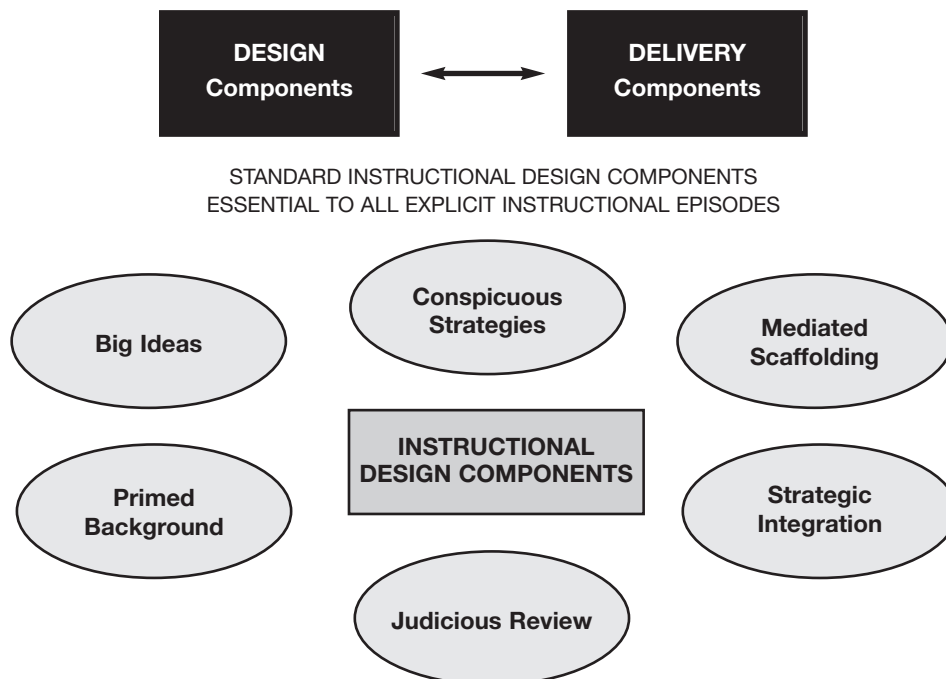 DESIGN
Components
DELIVERY
Components
STANDARD INSTRUCTIONAL DESIGN COMPONENTS
ESSENTIAL TO ALL EXPLICIT INSTRUCTIONAL EPISODES
Big Ideas
Conspicuous
Strategies
Mediated
Scaffolding
INSTRUCTIONAL
DESIGN COMPONENTS
Primed
Background
Strategic
Integration
Judicious Review